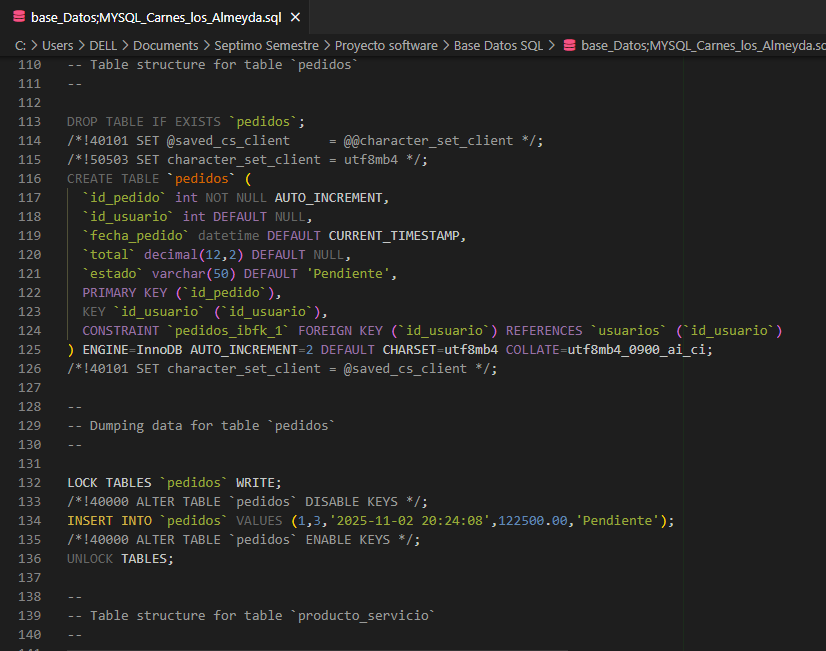 base_Datos;MYSQL_Carnes_los_Almeyda.sql ×
C: > Users > DELL > Documents > Septimo Semestre > Proyecto software > Base Datos SQL > base_Datos;MYSQL_Carnes_los_Almeyda.sq
110 -- Table structure for table `pedidos`
111 --
112
113 DROP TABLE IF EXISTS `pedidos`;
114 /*!40101 SET @saved_cs_client     = @@character_set_client */;
115 /*!50503 SET character_set_client = utf8mb4 */;
116 CREATE TABLE `pedidos` (
117   `id_pedido` int NOT NULL AUTO_INCREMENT,
118   `id_usuario` int DEFAULT NULL,
119   `fecha_pedido` datetime DEFAULT CURRENT_TIMESTAMP,
120   `total` decimal(12,2) DEFAULT NULL,
121   `estado` varchar(50) DEFAULT 'Pendiente',
122   PRIMARY KEY (`id_pedido`),
123   KEY `id_usuario` (`id_usuario`),
124   CONSTRAINT `pedidos_ibfk_1` FOREIGN KEY (`id_usuario`) REFERENCES `usuarios` (`id_usuario`)
125 ) ENGINE=InnoDB AUTO_INCREMENT=2 DEFAULT CHARSET=utf8mb4 COLLATE=utf8mb4_0900_ai_ci;
126 /*!40101 SET character_set_client = @saved_cs_client */;
127
128 --
129 -- Dumping data for table `pedidos`
130 --
131
132 LOCK TABLES `pedidos` WRITE;
133 /*!40000 ALTER TABLE `pedidos` DISABLE KEYS */;
134 INSERT INTO `pedidos` VALUES (1,3,'2025-11-02 20:24:08',122500.00,'Pendiente');
135 /*!40000 ALTER TABLE `pedidos` ENABLE KEYS */;
136 UNLOCK TABLES;
137
138 --
139 -- Table structure for table `producto_servicio`
140 --